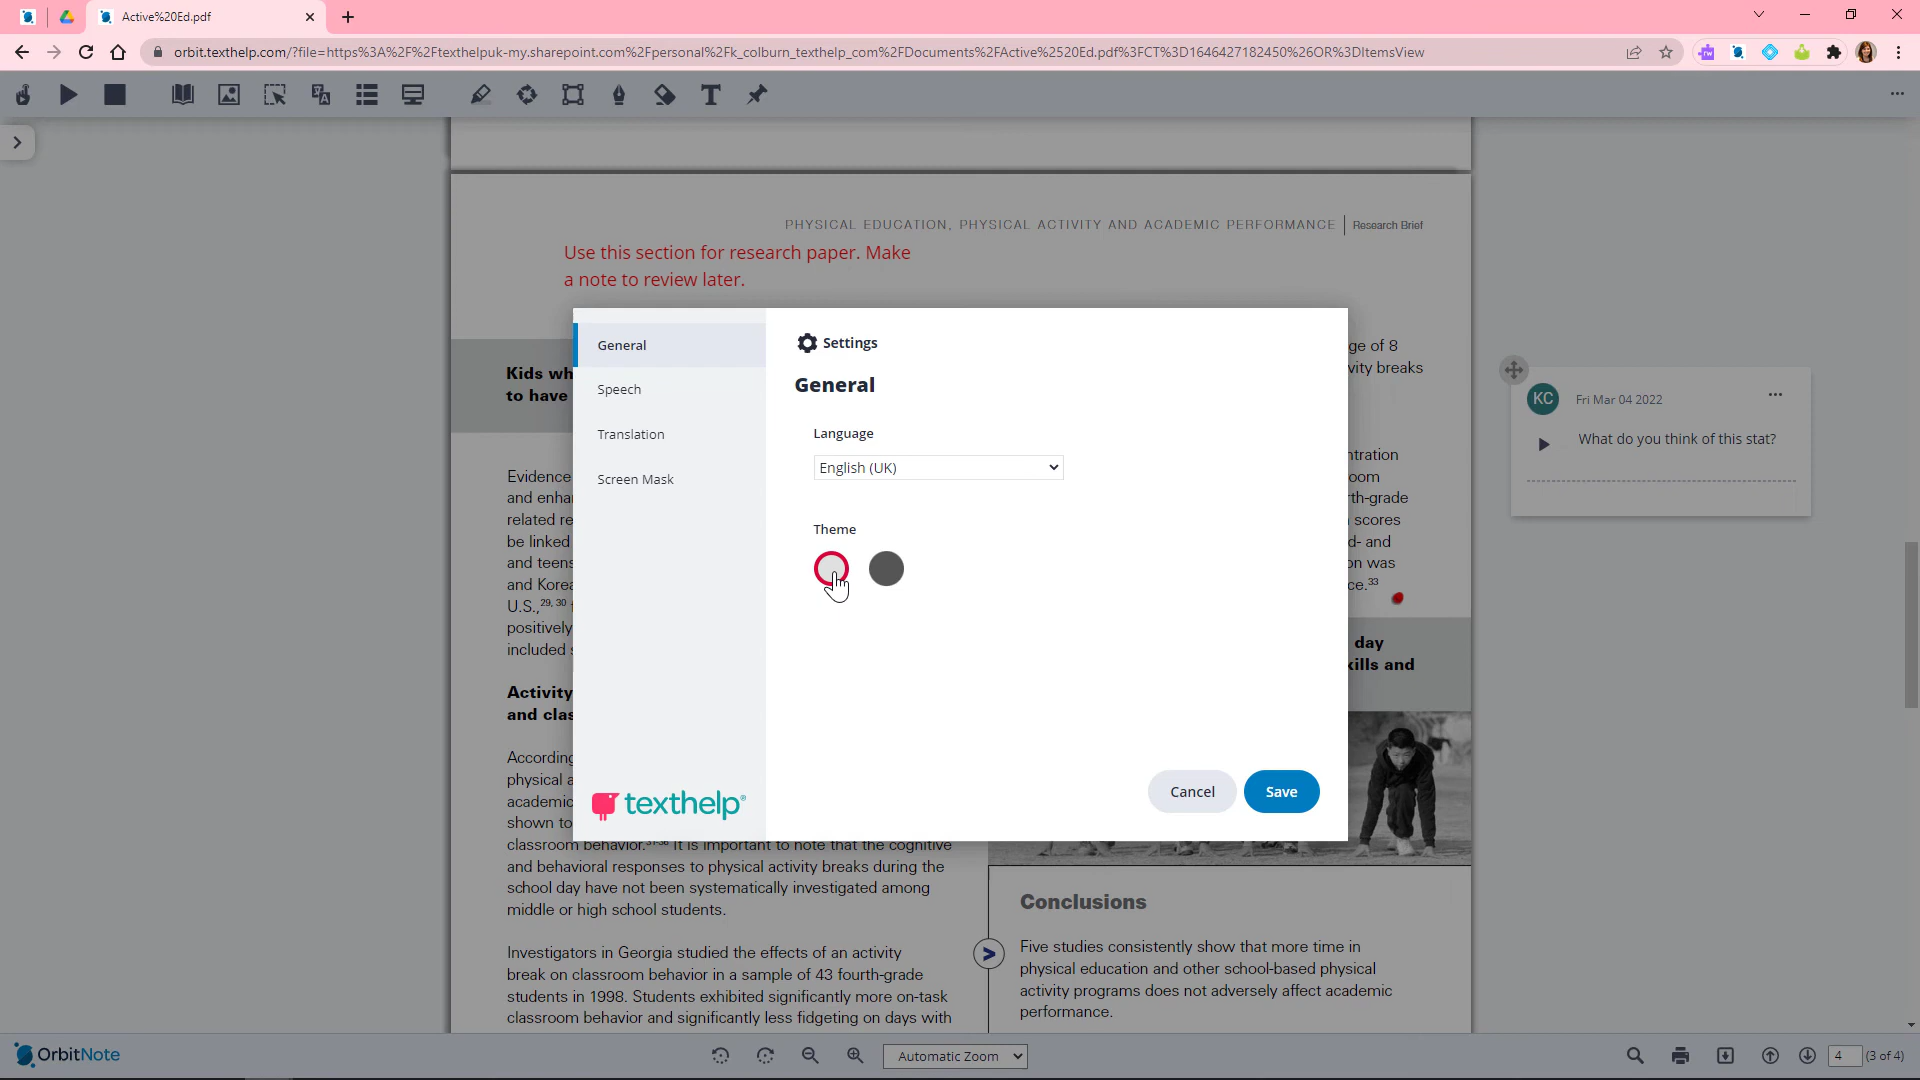 Active%20Ed.pdf
orbit.texthelp.com/?file=https%3A%2F%2Ftexthelpuk-my.sharepoint.com%2Fpersonal%2Fk_colburn_texthelp_com%2FDocuments%2FActive%2520Ed.pdf%3FCT%3D1646427182450%26OR%3DItemsView
PHYSICAL EDUCATION, PHYSICAL ACTIVITY AND ACADEMIC PERFORMANCE Research Brief
Use this section for research paper. Make
a note to review later.
Kids wh
to have
Evidence
and enha
related re
be linked
and teens
and Korea
U.S.,29, 30
positively
included s
Activity
and clas
According
physical a
academic
shown to
classroom behavior.31-36 It is important to note that the cognitive
and behavioral responses to physical activity breaks during the
school day have not been systematically investigated among
middle or high school students.
Investigators in Georgia studied the effects of an activity
break on classroom behavior in a sample of 43 fourth-grade
students in 1998. Students exhibited significantly more on-task
classroom behavior and significantly less fidgeting on days with
General
Speech
Translation
Screen Mask
texthelp®
Settings
General
Language
English (UK)
Theme
Cancel
Save
ge of 8
vity breaks
ntration
oom
rth-grade
scores
d- and
on was
ce.33
day
kills and
Conclusions
>
Five studies consistently show that more time in
physical education and other school-based physical
activity programs does not adversely affect academic
performance.
KC
Fri Mar 04 2022
What do you think of this stat?
OrbitNote
Automatic Zoom
4
(3 of 4)